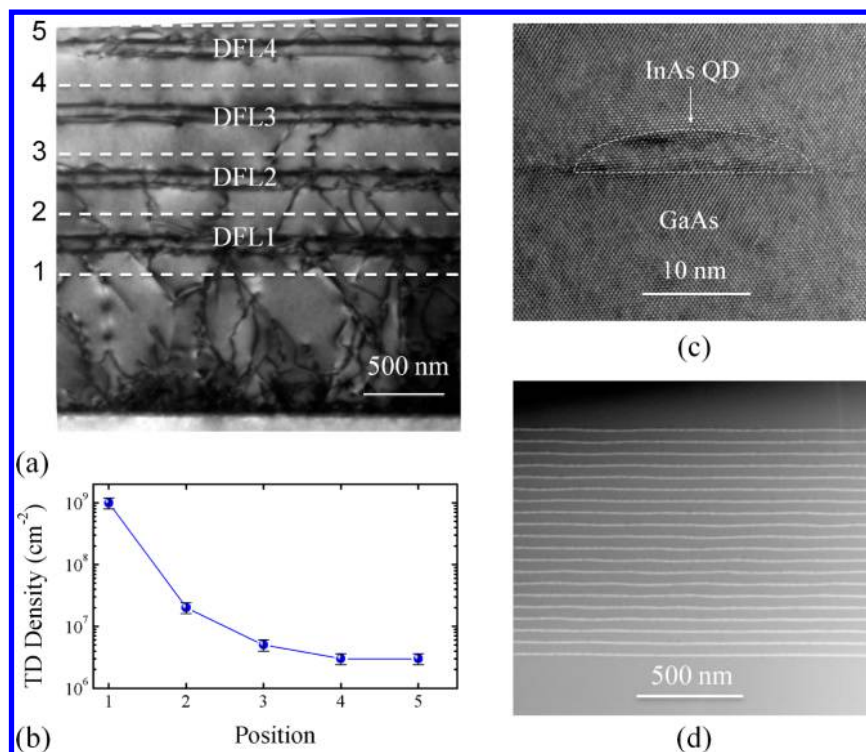 5
DFL4
4
DFL3
3
DFL2
2
DFL1
1
500 nm
(a)
InAs QD
GaAs
10 nm
(c)
TD Density (cm⁻²)
10⁹
10⁸
10⁷
10⁶
1 2 3 4 5
Position
(b)
500 nm
(d)